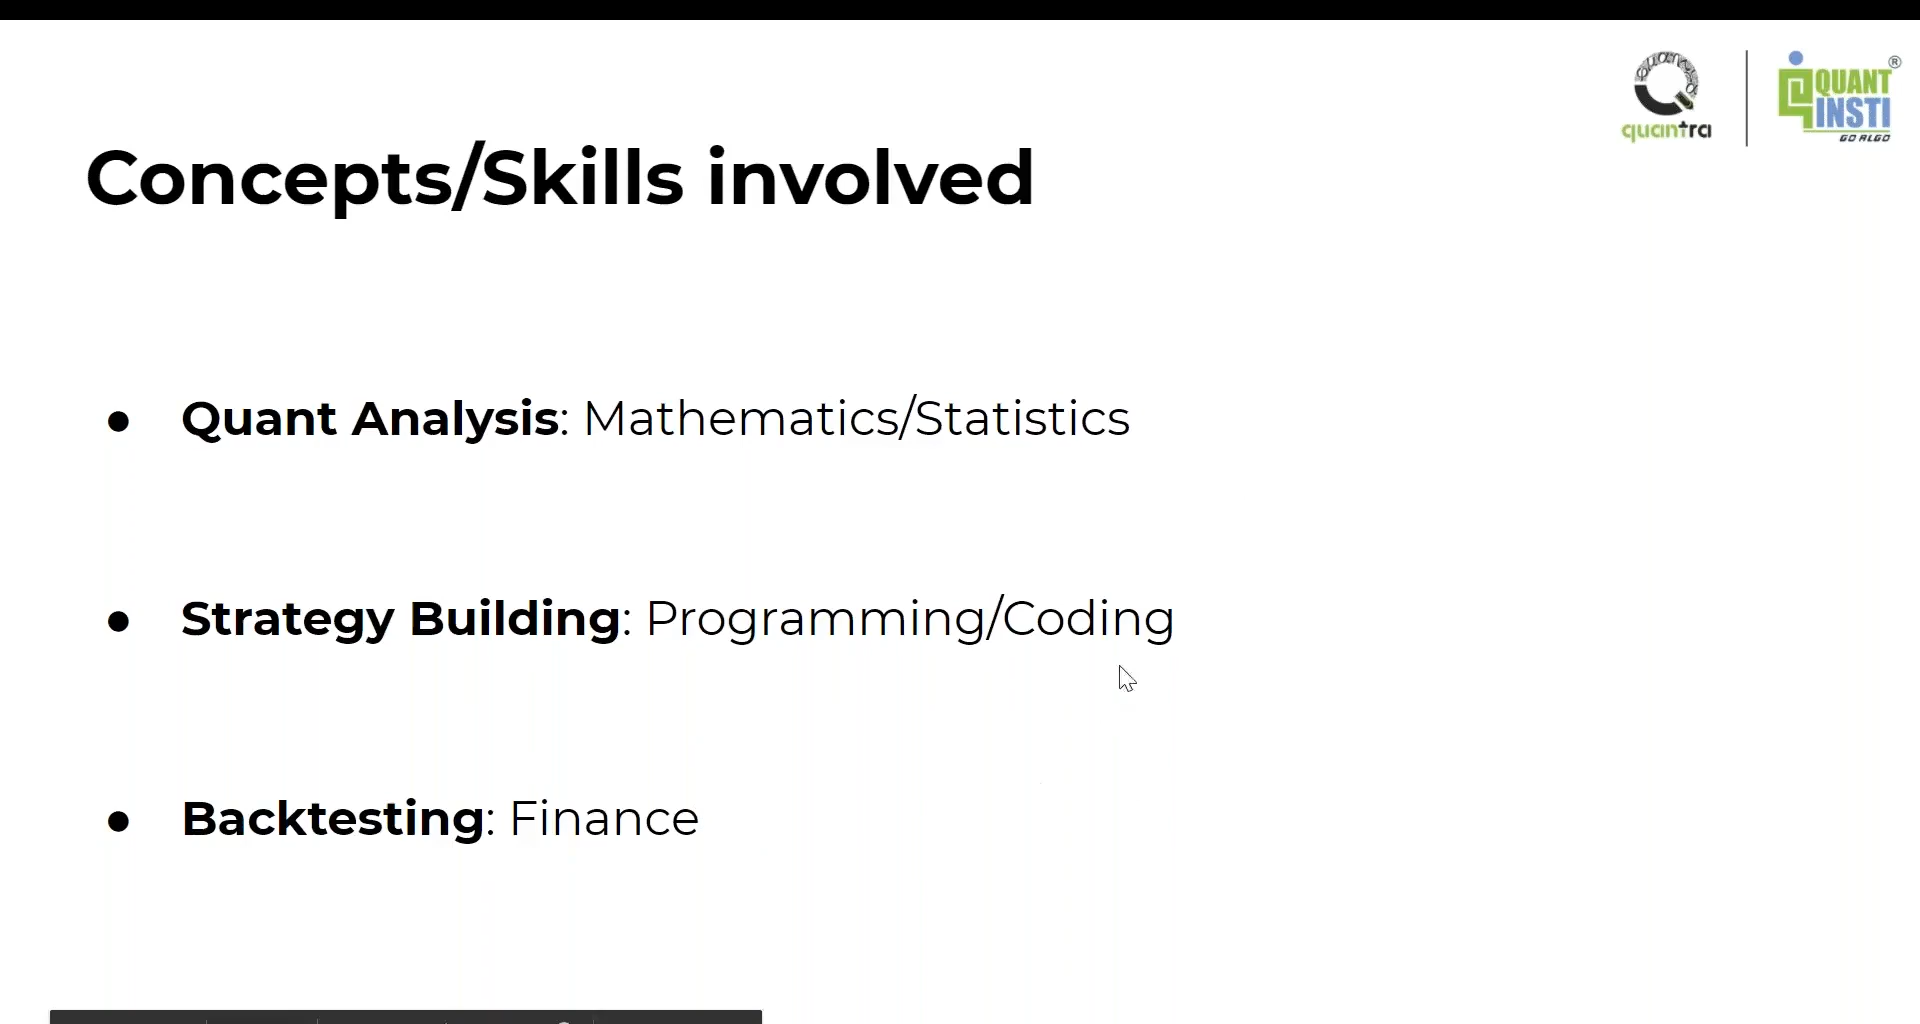 quantra
QUANT
INSTI
GO ALGO
®
Concepts/Skills involved
● Quant Analysis: Mathematics/Statistics
● Strategy Building: Programming/Coding
● Backtesting: Finance